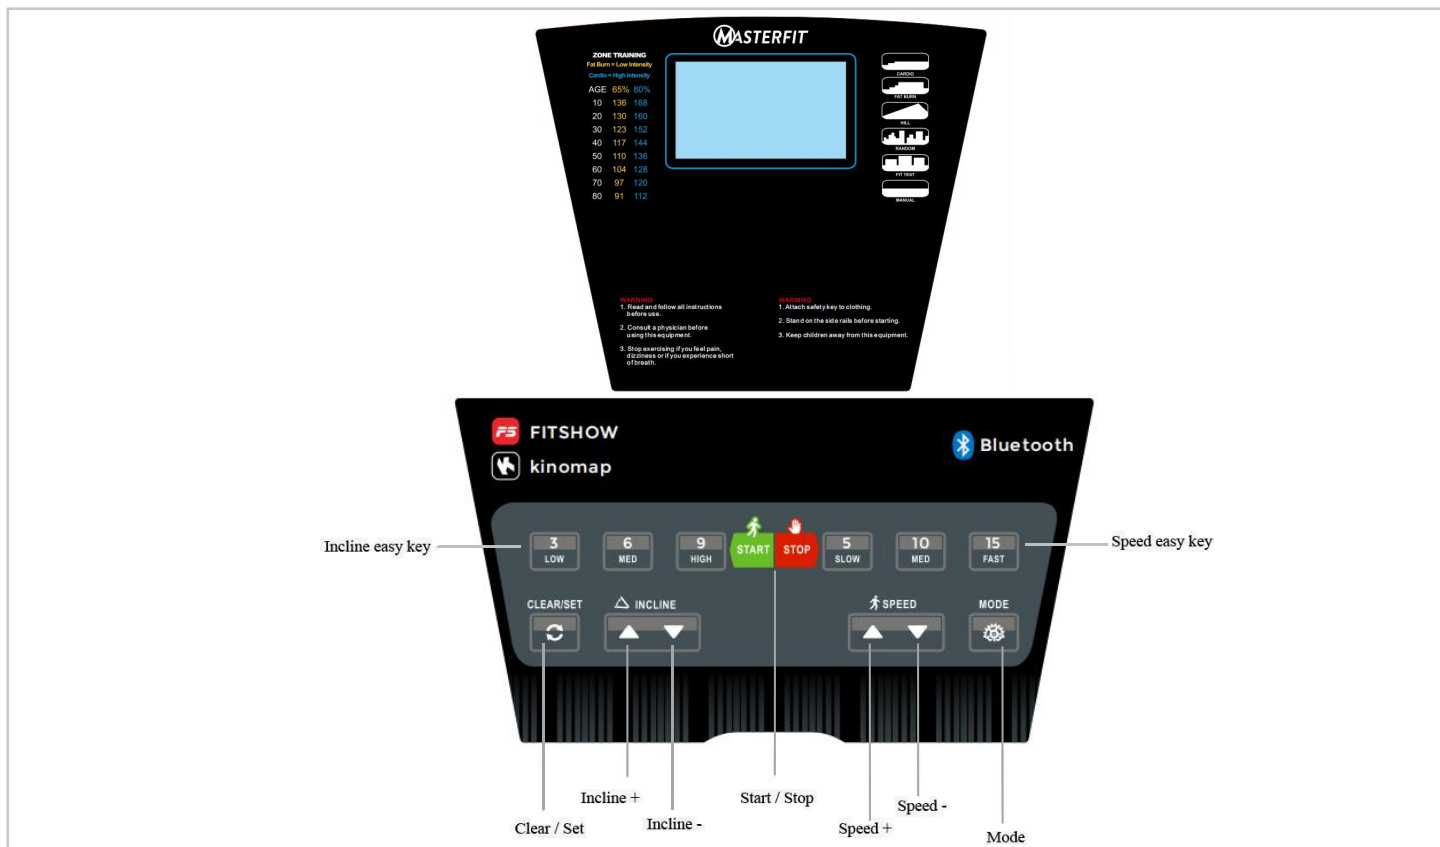 MASTERFIT
ZONE TRAINING
Fat Burn = Low Intensity
Cardio = High Intensity
AGE 65% 80%
10 136 168
20 130 160
30 123 152
40 117 144
50 110 136
60 104 128
70 97 120
80 91 112
CARDIO
FAT BURN
HILL
RANDOM
FIT TEST
MANUAL
WARNING
1. Read and follow all instructions
before use.
2. Consult a physician before
using this equipment.
3. Stop exercising if you feel pain,
dizziness or if you experience short
of breath.
WARNING
1. Attach safety key to clothing.
2. Stand on the side rails before starting.
3. Keep children away from this equipment.
FS FITSHOW
kinomap
Bluetooth
Incline easy key
3 LOW
6 MED
9 HIGH
START
STOP
5 SLOW
10 MED
15 FAST
Speed easy key
CLEAR/SET
INCLINE
SPEED
MODE
Incline +
Incline -
Start / Stop
Speed -
Speed +
Clear / Set
Mode